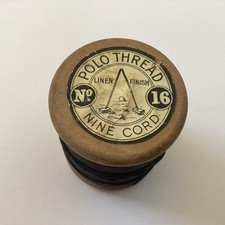 POLO THREAD
LINEN FINISH
No 16
NINE CORD